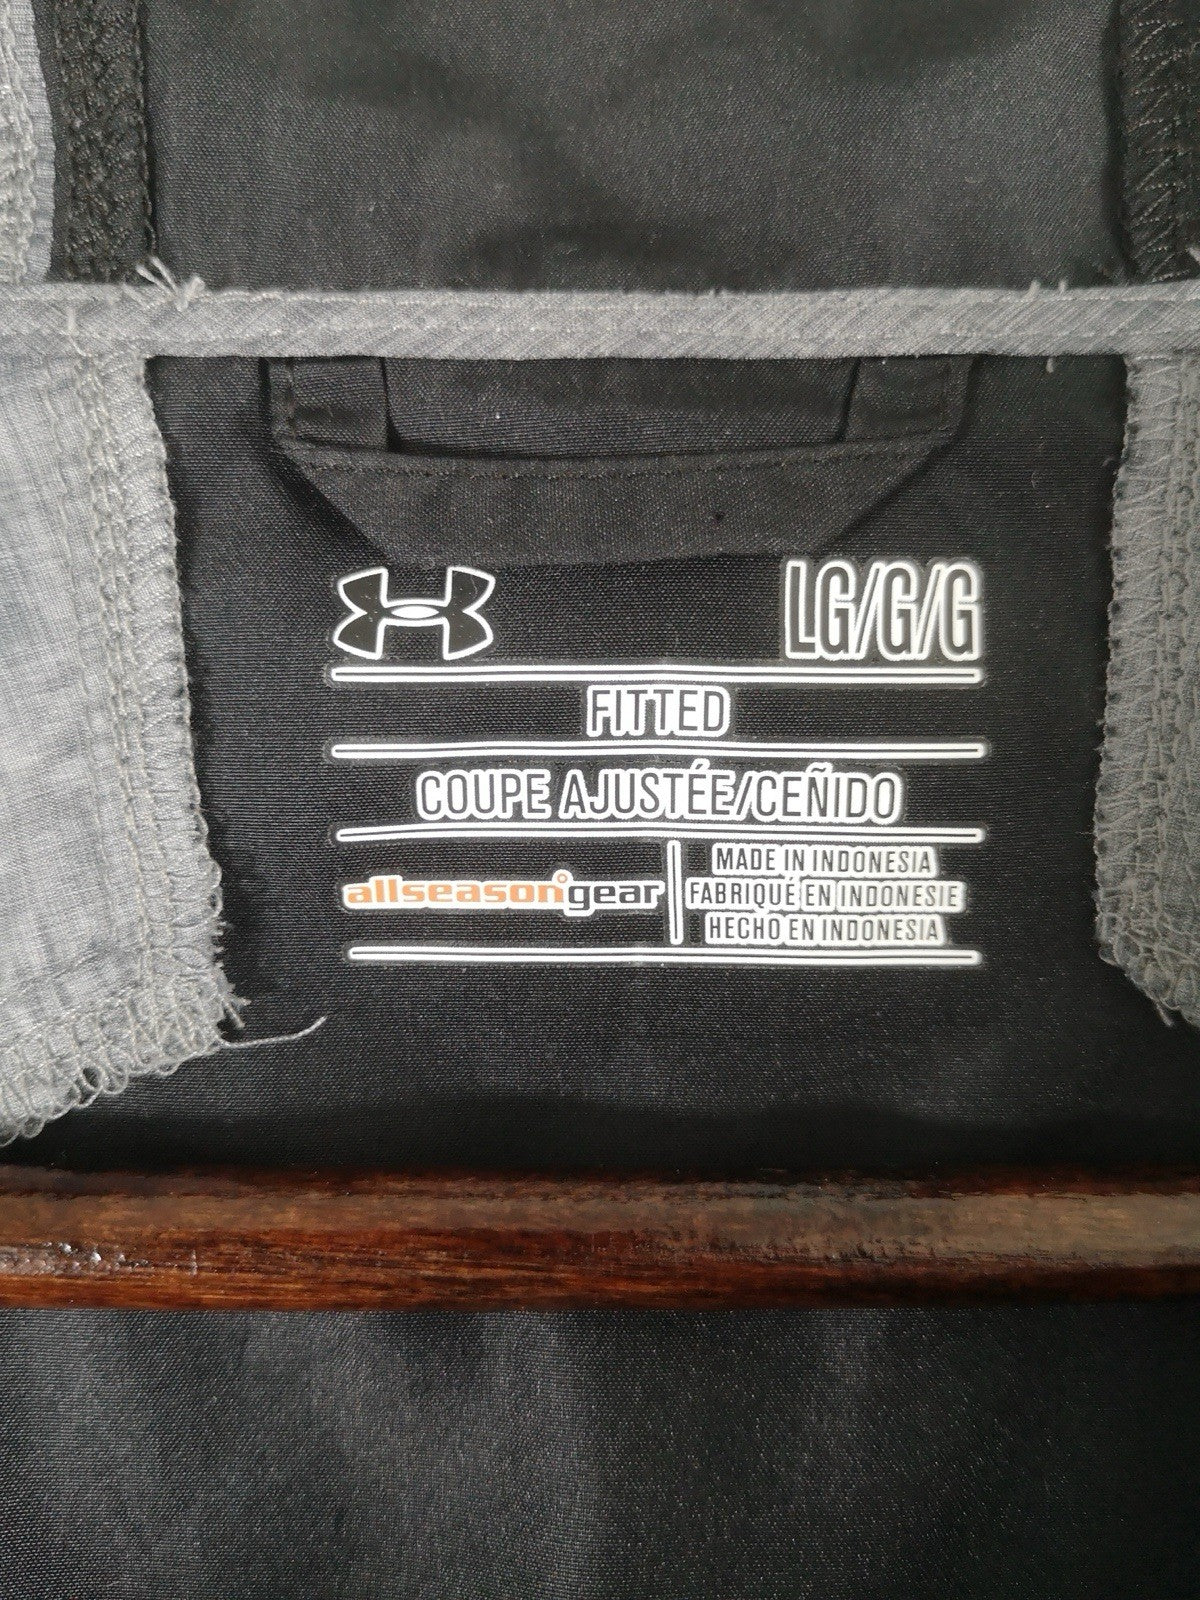 LG/G/G
FITTED
COUPE AJUSTÉE/CEÑIDO
allseasongear
MADE IN INDONESIA
FABRIQUÉ EN INDONESIE
HECHO EN INDONESIA